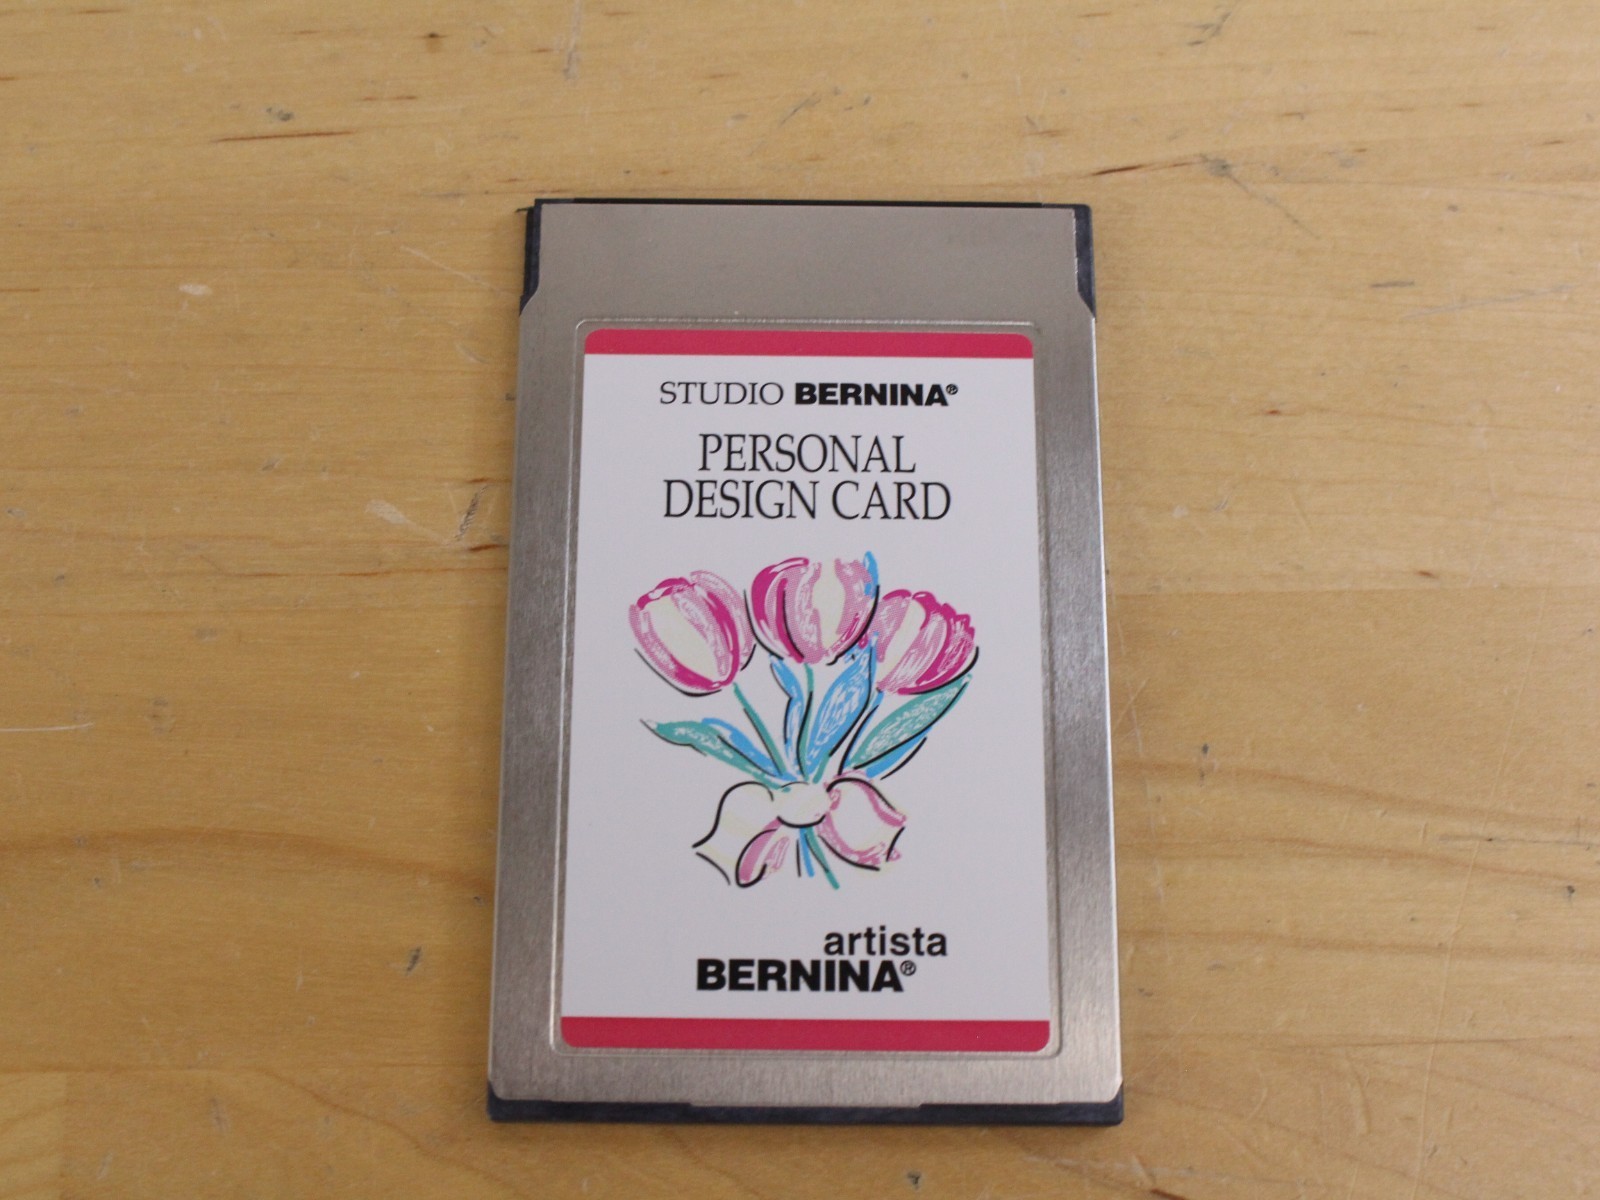 STUDIO BERNINA®
PERSONAL
DESIGN CARD
artista
BERNINA®